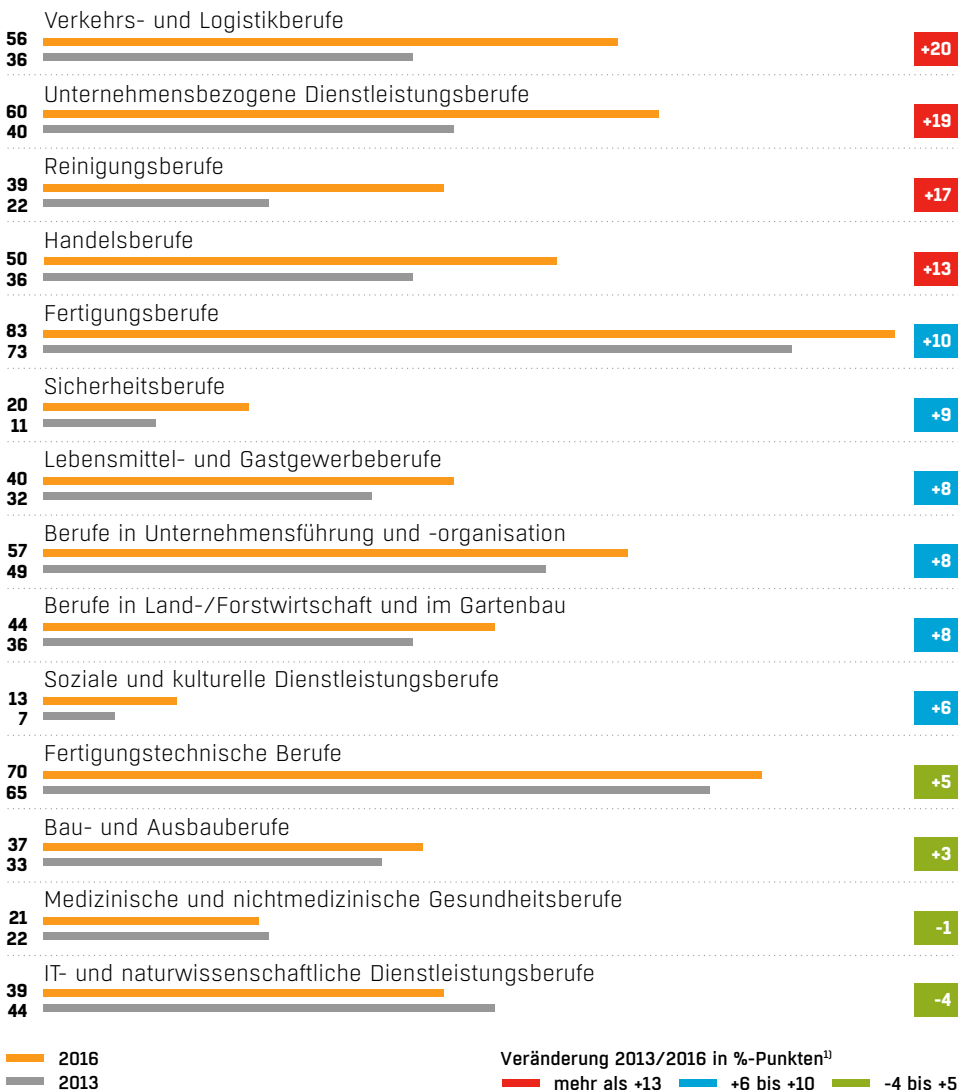 Verkehrs- und Logistikberufe
56
36
+20
Unternehmensbezogene Dienstleistungsberufe
60
40
+19
Reinigungsberufe
39
22
+17
Handelsberufe
50
36
+13
Fertigungsberufe
83
73
+10
Sicherheitsberufe
20
11
+9
Lebensmittel- und Gastgewerbeberufe
40
32
+8
Berufe in Unternehmensführung und -organisation
57
49
+8
Berufe in Land-/Forstwirtschaft und im Gartenbau
44
36
+8
Soziale und kulturelle Dienstleistungsberufe
13
7
+6
Fertigungstechnische Berufe
70
65
+5
Bau- und Ausbauberufe
37
33
+3
Medizinische und nichtmedizinische Gesundheitsberufe
21
22
-1
IT- und naturwissenschaftliche Dienstleistungsberufe
39
44
-4
2016
2013
Veränderung 2013/2016 in %-Punkten¹⁾
mehr als +13 +6 bis +10 -4 bis +5